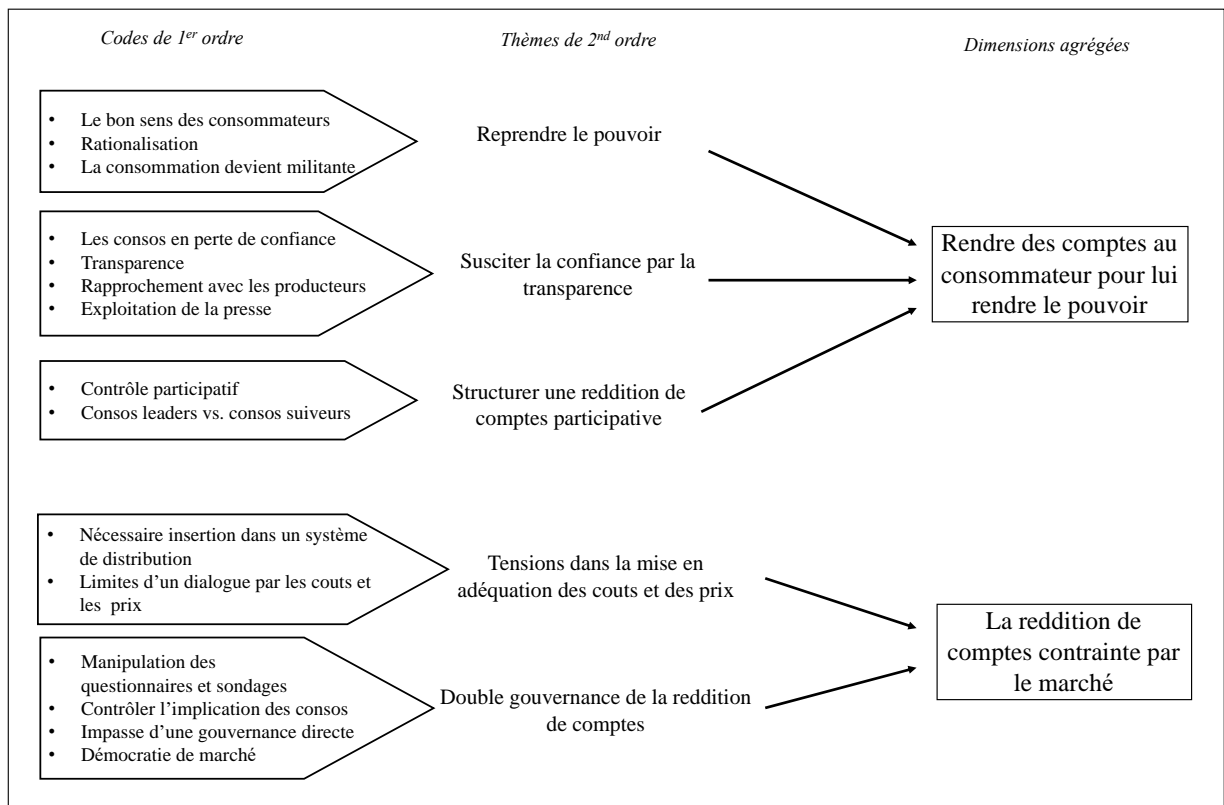 Codes de 1er ordre
Thèmes de 2nd ordre
Dimensions agrégées
• Le bon sens des consommateurs
• Rationalisation
• La consommation devient militante
Reprendre le pouvoir
• Les consos en perte de confiance
• Transparence
• Rapprochement avec les producteurs
• Exploitation de la presse
Susciter la confiance par la
transparence
Rendre des comptes au
consommateur pour lui
rendre le pouvoir
• Contrôle participatif
• Consos leaders vs. consos suiveurs
Structurer une reddition de
comptes participative
• Nécessaire insertion dans un système
de distribution
• Limites d’un dialogue par les couts et
les prix
Tensions dans la mise en
adéquation des couts et des prix
• Manipulation des
questionnaires et sondages
• Contrôler l’implication des consos
• Impasse d’une gouvernance directe
• Démocratie de marché
Double gouvernance de la reddition
de comptes
La reddition de
comptes contrainte par
le marché